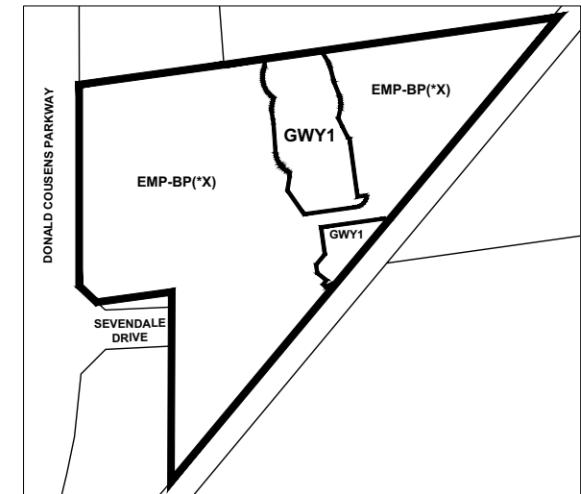 EMP-BP(*X)
GWY1
EMP-BP(*X)
DONALD COUSENS PARKWAY
GWY1
SEVENDALE
DRIVE